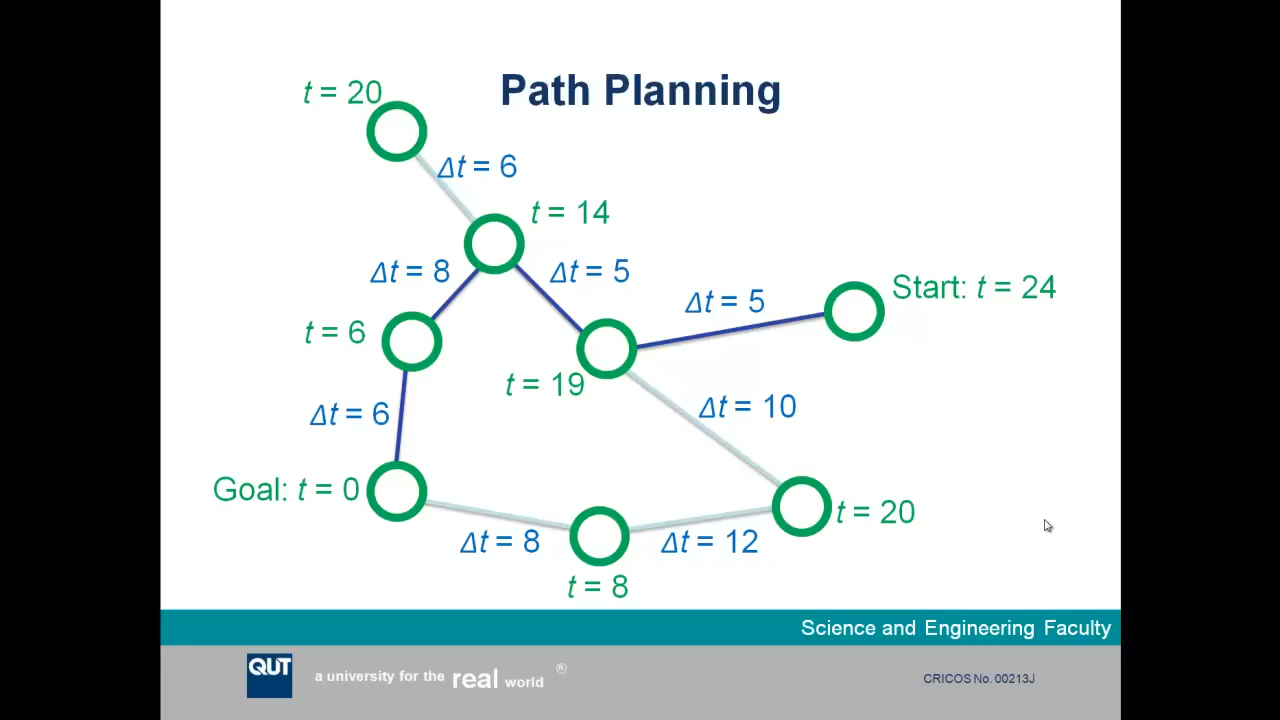 Path Planning
t = 20
Δt = 6
t = 14
Δt = 8
Δt = 5
Δt = 5
Start: t = 24
t = 6
t = 19
Δt = 6
Δt = 10
Goal: t = 0
t = 20
Δt = 8
Δt = 12
t = 8
Science and Engineering Faculty
QUT
a university for the real world ®
CRICOS No. 00213J